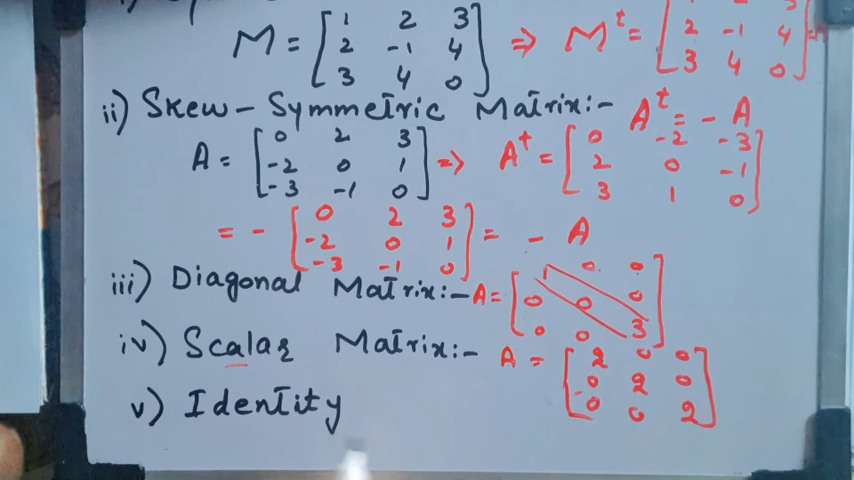 1 2 3
M = [ 2 -1 4 ] ⇒ Mᵗ = [ 2 -1 4 ] =
3 4 0 3 4 0
ii) Skew-Symmetric Matrix:- Aᵗ = - A
0 2 3 0 -2 -3
A = [ -2 0 1 ] ⇒ Aᵗ = [ 2 0 -1 ]
-3 -1 0 3 1 0
0 2 3
= - [ -2 0 1 ] = - A
-3 -1 0
1 0 0
iii) Diagonal Matrix:- A = [ 0 0 0 ]
0 0 3
2 0 0
iv) Scalar Matrix:- A = [ 0 2 0 ]
0 0 2
v) Identity